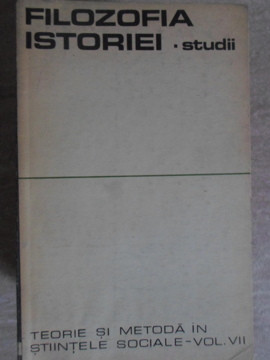 FILOZOFIA
ISTORIEI • studii
TEORIE ȘI METODĂ ÎN
ȘTIINȚELE SOCIALE-VOL. VII